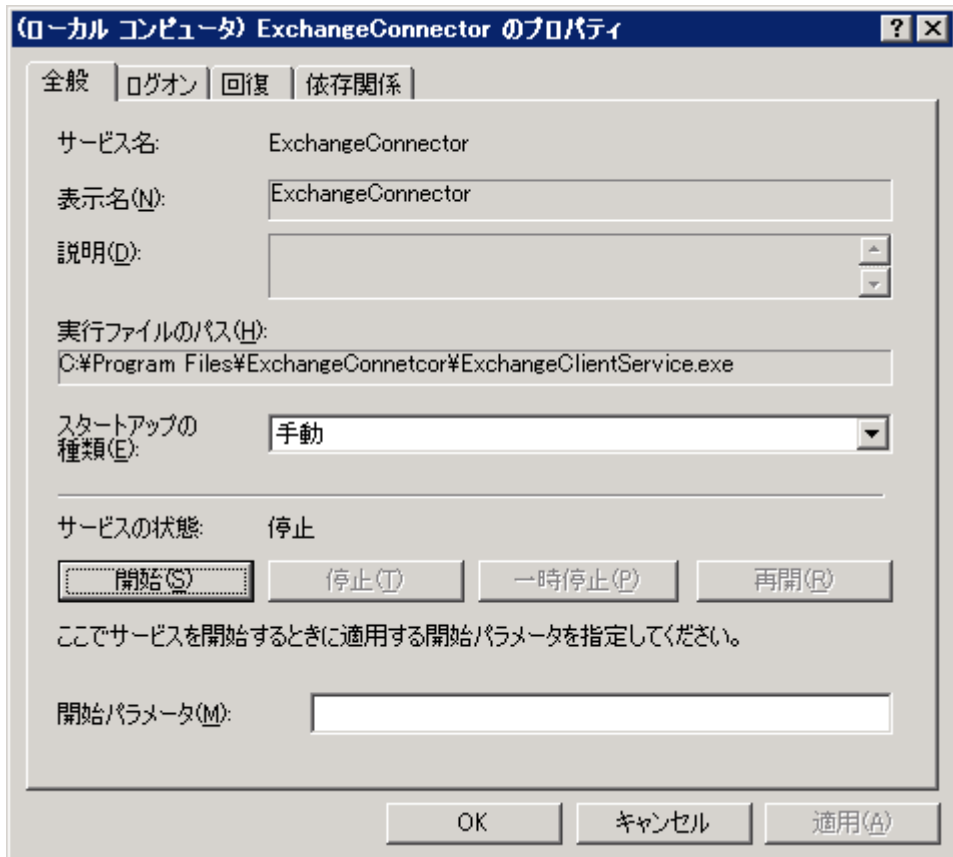 (ローカル コンピュータ) ExchangeConnector のプロパティ
全般 ログオン 回復 依存関係
サービス名: ExchangeConnector
表示名(N): ExchangeConnector
説明(D):
実行ファイルのパス(H):
C:¥Program Files¥ExchangeConnetcor¥ExchangeClientService.exe
スタートアップの
種類(E): 手動
サービスの状態: 停止
開始(S) 停止(T) 一時停止(P) 再開(R)
ここでサービスを開始するときに適用する開始パラメータを指定してください。
開始パラメータ(M):
OK キャンセル 適用(A)